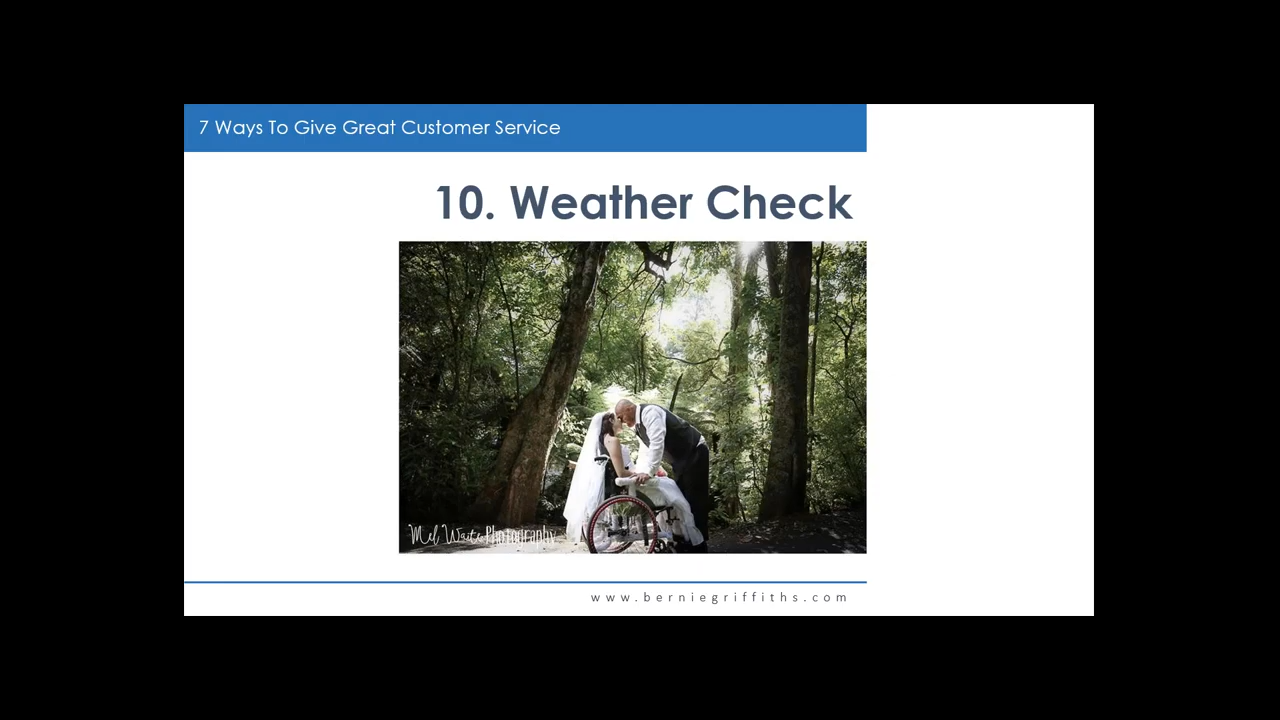 7 Ways To Give Great Customer Service
10. Weather Check
Mel Waite Photography
www.berniegriffiths.com